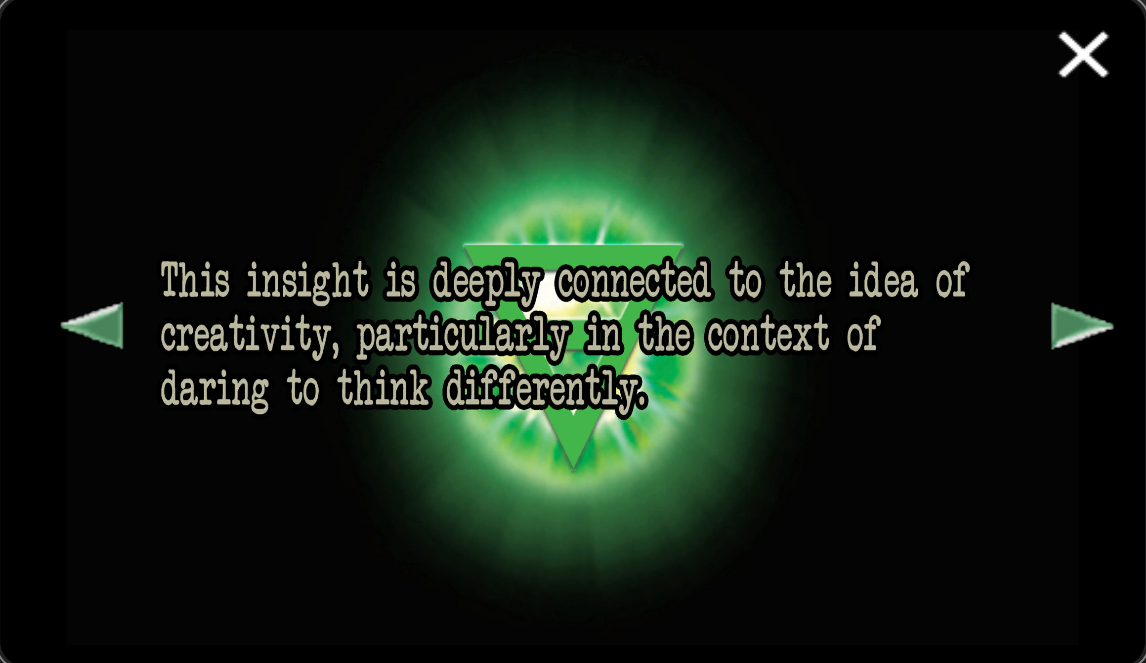 This insight is deeply connected to the idea of
creativity, particularly in the context of
daring to think differently.